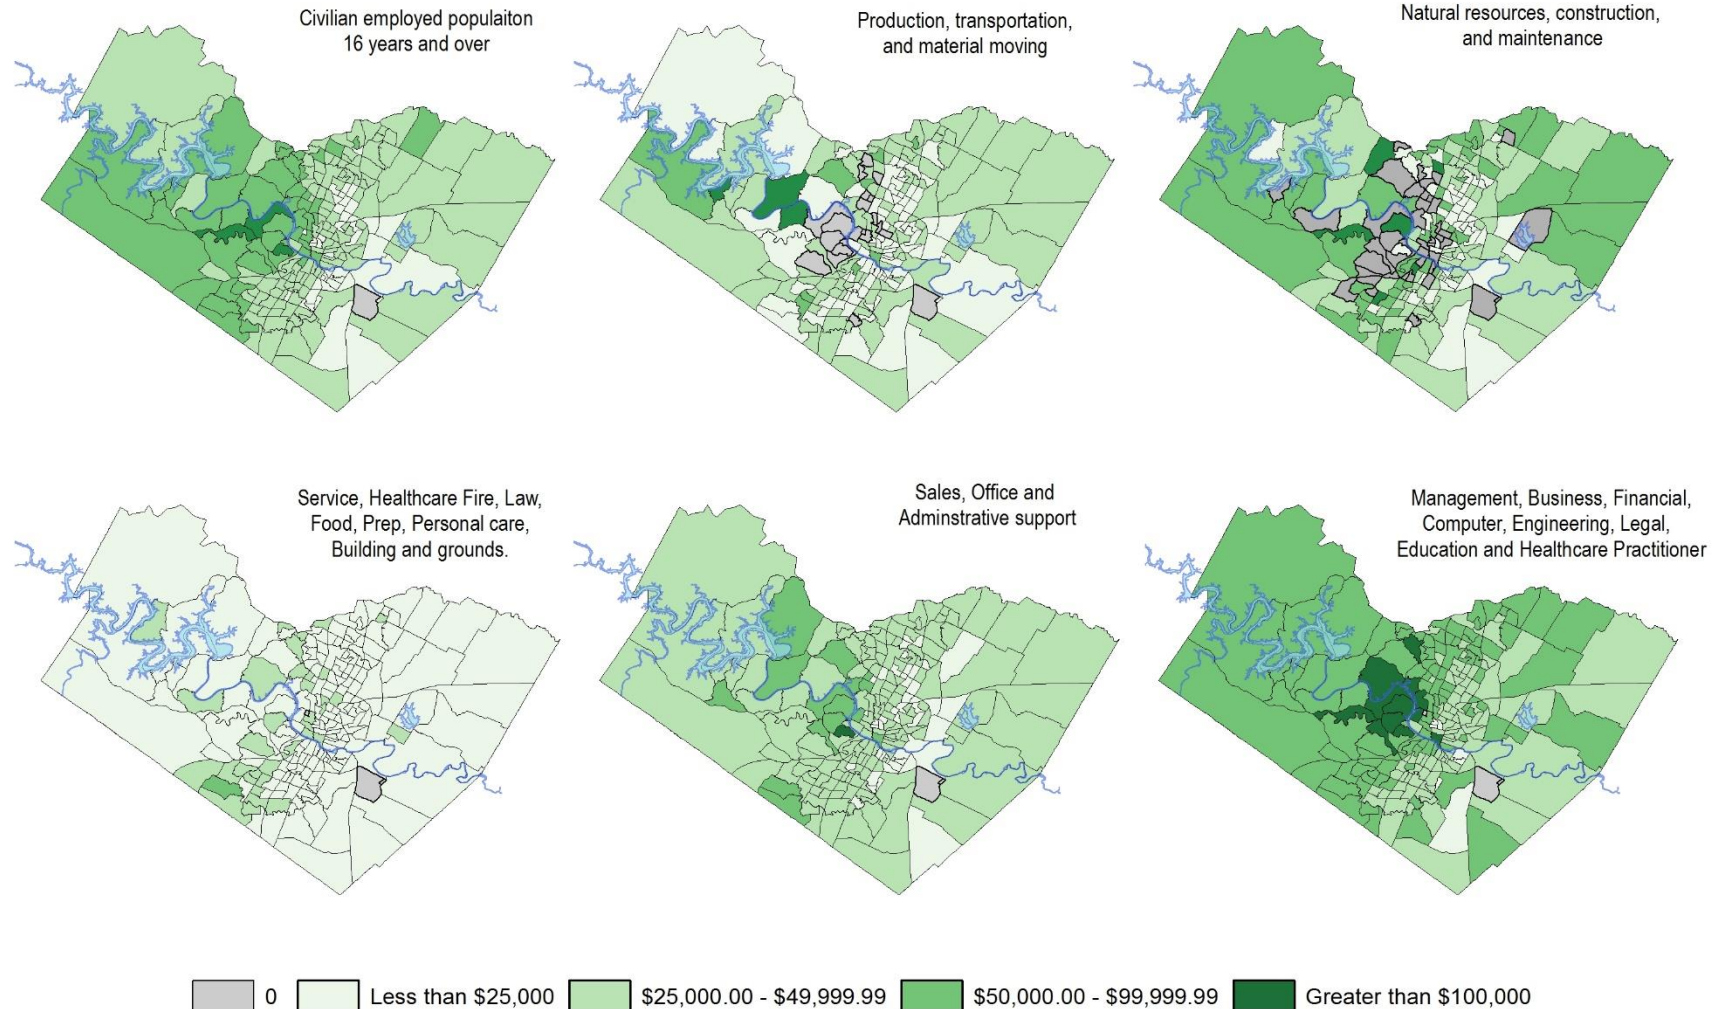 Civilian employed populaiton
16 years and over
Production, transportation,
and material moving
Natural resources, construction,
and maintenance
Service, Healthcare Fire, Law,
Food, Prep, Personal care,
Building and grounds.
Sales, Office and
Adminstrative support
Management, Business, Financial,
Computer, Engineering, Legal,
Education and Healthcare Practitioner
0
Less than $25,000
$25,000.00 - $49,999.99
$50,000.00 - $99,999.99
Greater than $100,000